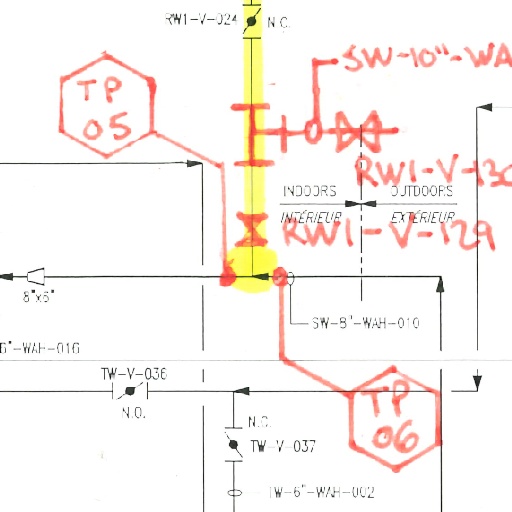 RW1-V-024 N.C.
SW-10"-WA
TP
05
RW1-V-130
INDOORS OUTDOORS
INTÉRIEUR EXTÉRIEUR
RW1-V-129
8"x6"
SW-8"-WAH-010
6"-WAH-016
TW-V-036
N.O.
TP
06
N.C.
TW-V-037
TW-6"-WAH-002